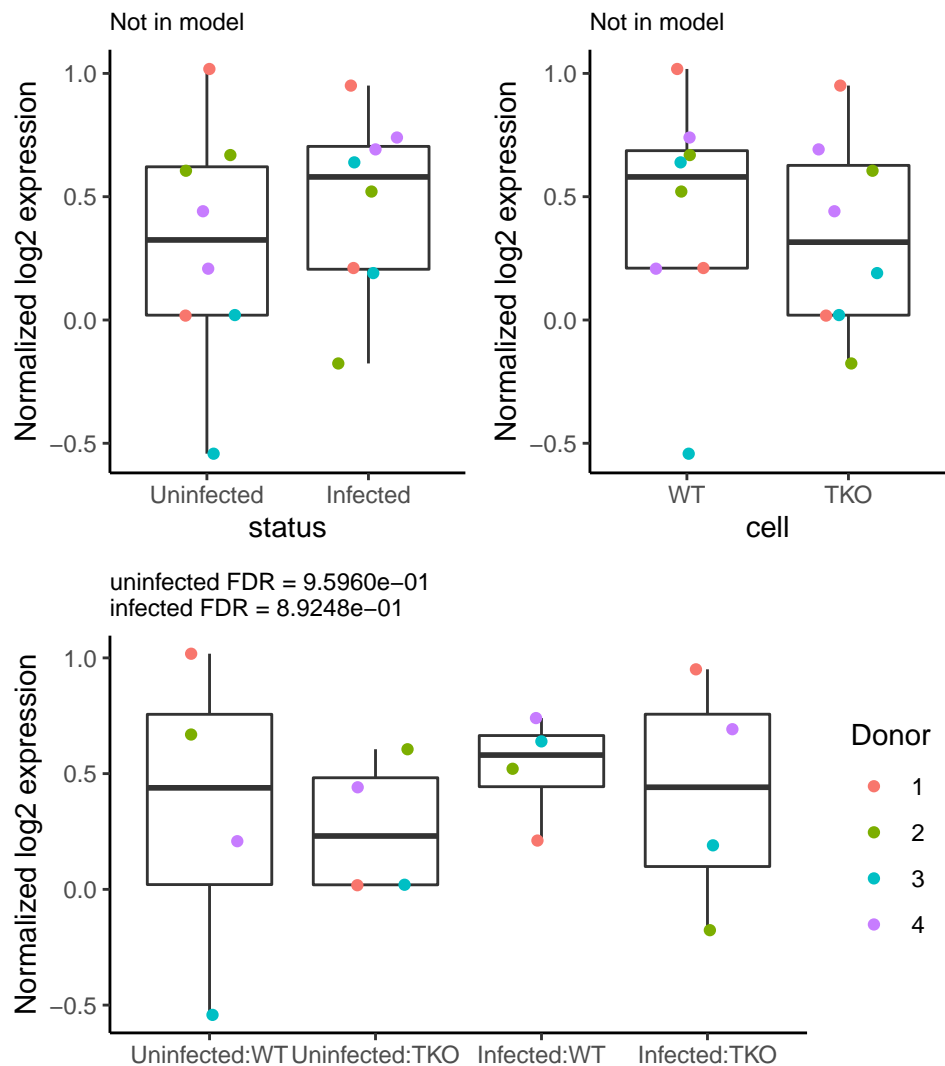 Not in model
Normalized log2 expression
1.0
0.5
0.0
−0.5
Uninfected Infected
status
Not in model
Normalized log2 expression
1.0
0.5
0.0
−0.5
WT TKO
cell
uninfected FDR = 9.5960e−01
infected FDR = 8.9248e−01
Normalized log2 expression
1.0
0.5
0.0
−0.5
Uninfected:WT Uninfected:TKO Infected:WT Infected:TKO
Donor
1
2
3
4